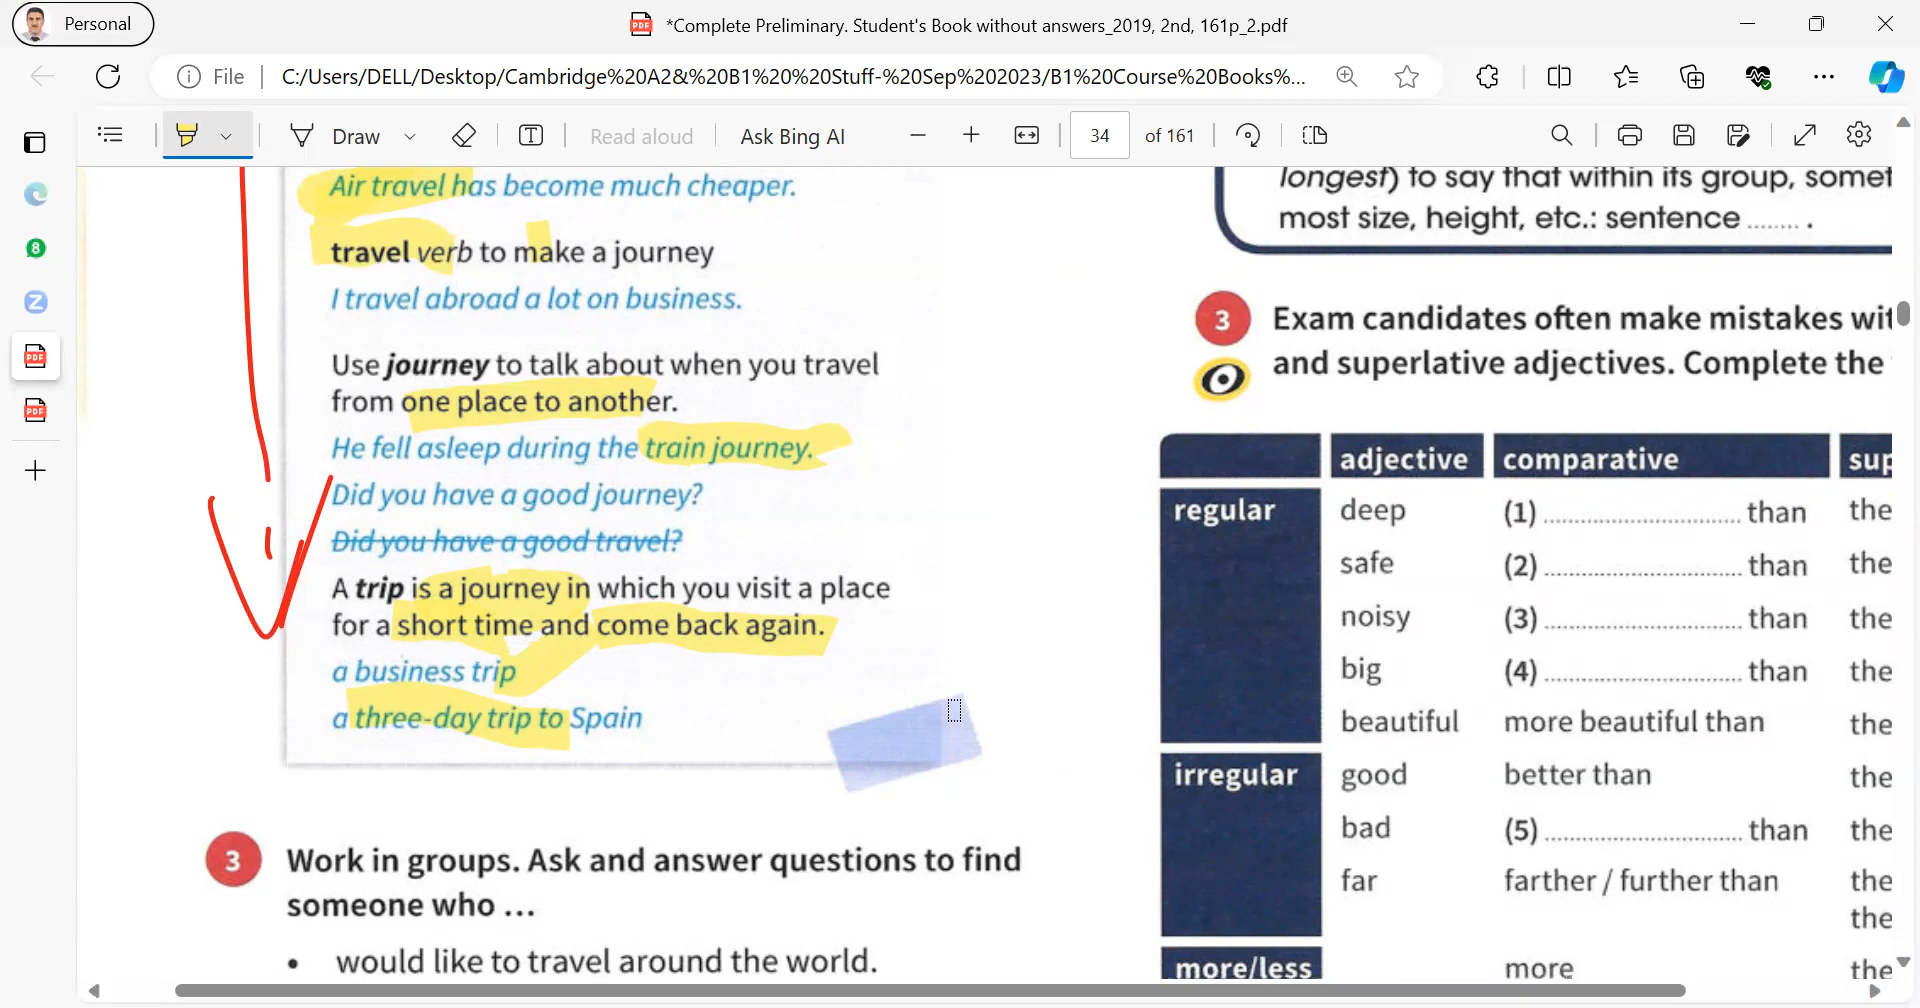 Personal
*Complete Preliminary. Student's Book without answers_2019, 2nd, 161p_2.pdf
File
C:/Users/DELL/Desktop/Cambridge%20A2&%20B1%20%20Stuff-%20Sep%202023/B1%20Course%20Books%...
Draw
Read aloud
Ask Bing AI
34
of 161
8
Air travel has become much cheaper.
travel verb to make a journey
I travel abroad a lot on business.
Use journey to talk about when you travel
from one place to another.
He fell asleep during the train journey.
Did you have a good journey?
Did you have a good travel?
A trip is a journey in which you visit a place
for a short time and come back again.
a business trip
a three-day trip to Spain
3 Work in groups. Ask and answer questions to find
someone who ...
• would like to travel around the world.
longest) to say that within its group, somet
most size, height, etc.: sentence ........ .
3 Exam candidates often make mistakes wit
and superlative adjectives. Complete the
adjective comparative sup
regular deep (1) .............................. than the
safe (2) .............................. than the
noisy (3) .............................. than the
big (4) .............................. than the
beautiful more beautiful than the
irregular good better than the
bad (5) .............................. than the
far farther / further than the
the
more/less more the